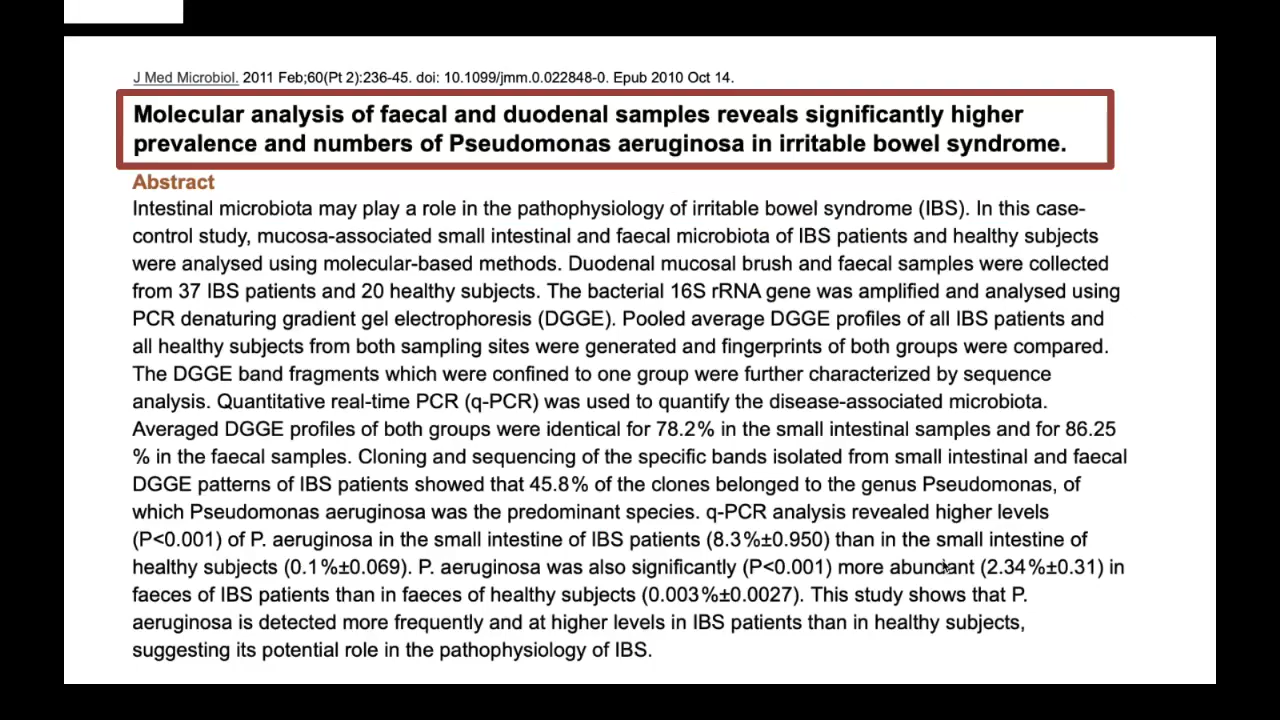 J Med Microbiol. 2011 Feb;60(Pt 2):236-45. doi: 10.1099/jmm.0.022848-0. Epub 2010 Oct 14.
Molecular analysis of faecal and duodenal samples reveals significantly higher
prevalence and numbers of Pseudomonas aeruginosa in irritable bowel syndrome.
Abstract
Intestinal microbiota may play a role in the pathophysiology of irritable bowel syndrome (IBS). In this case-
control study, mucosa-associated small intestinal and faecal microbiota of IBS patients and healthy subjects
were analysed using molecular-based methods. Duodenal mucosal brush and faecal samples were collected
from 37 IBS patients and 20 healthy subjects. The bacterial 16S rRNA gene was amplified and analysed using
PCR denaturing gradient gel electrophoresis (DGGE). Pooled average DGGE profiles of all IBS patients and
all healthy subjects from both sampling sites were generated and fingerprints of both groups were compared.
The DGGE band fragments which were confined to one group were further characterized by sequence
analysis. Quantitative real-time PCR (q-PCR) was used to quantify the disease-associated microbiota.
Averaged DGGE profiles of both groups were identical for 78.2% in the small intestinal samples and for 86.25
% in the faecal samples. Cloning and sequencing of the specific bands isolated from small intestinal and faecal
DGGE patterns of IBS patients showed that 45.8% of the clones belonged to the genus Pseudomonas, of
which Pseudomonas aeruginosa was the predominant species. q-PCR analysis revealed higher levels
(P<0.001) of P. aeruginosa in the small intestine of IBS patients (8.3%±0.950) than in the small intestine of
healthy subjects (0.1%±0.069). P. aeruginosa was also significantly (P<0.001) more abundant (2.34%±0.31) in
faeces of IBS patients than in faeces of healthy subjects (0.003%±0.0027). This study shows that P.
aeruginosa is detected more frequently and at higher levels in IBS patients than in healthy subjects,
suggesting its potential role in the pathophysiology of IBS.